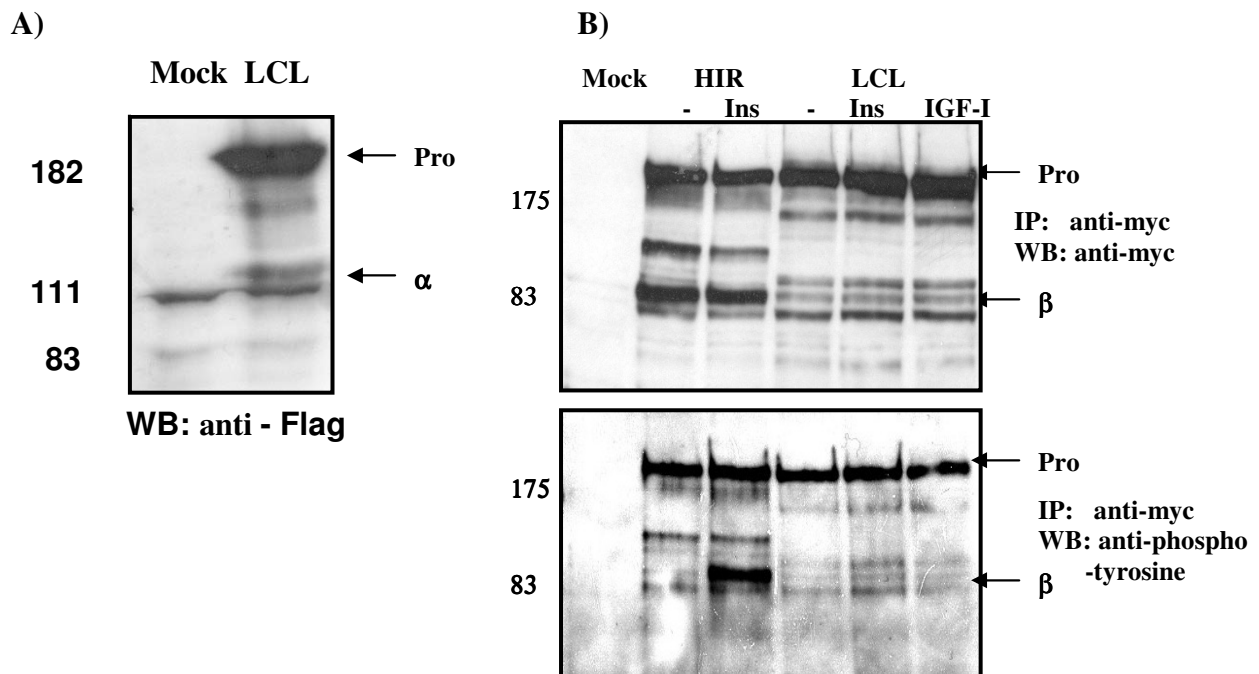 A)
Mock LCL
182
111
83
Pro
α
WB: anti - Flag
B)
Mock HIR LCL
- Ins - Ins IGF-I
175
83
Pro
IP: anti-myc
WB: anti-myc
β
175
83
Pro
IP: anti-myc
WB: anti-phospho
-tyrosine
β